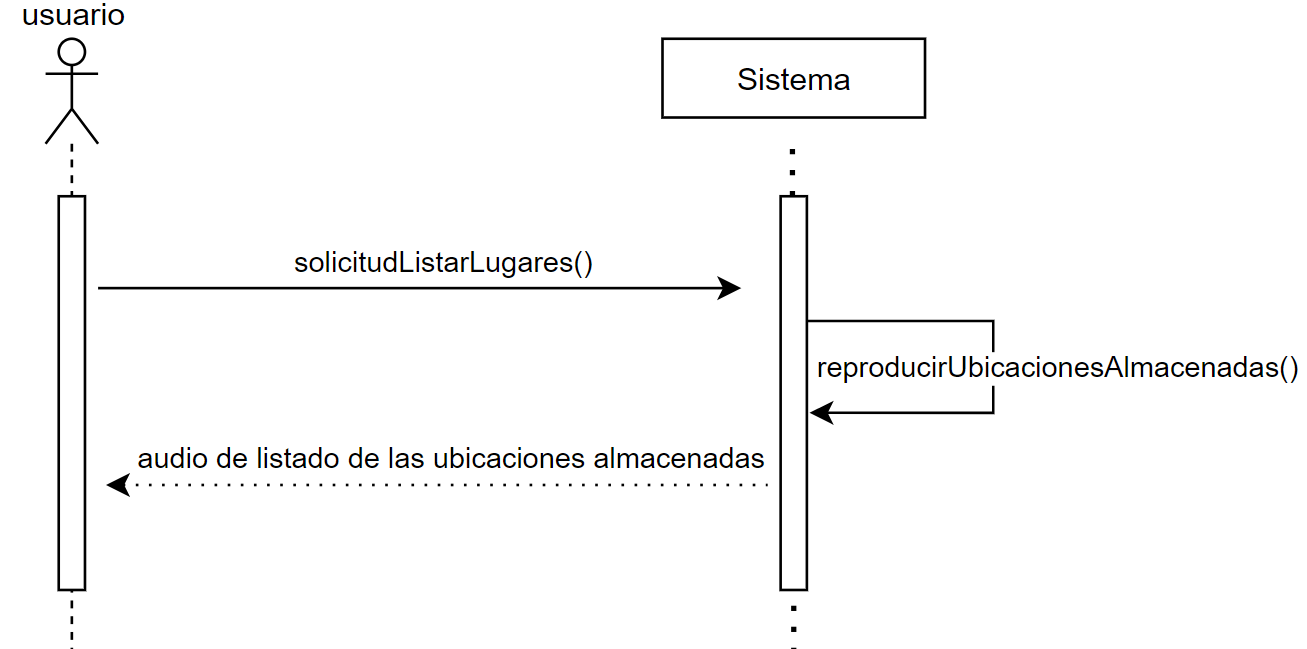 usuario
Sistema
solicitudListarLugares()
reproducirUbicacionesAlmacenadas()
audio de listado de las ubicaciones almacenadas